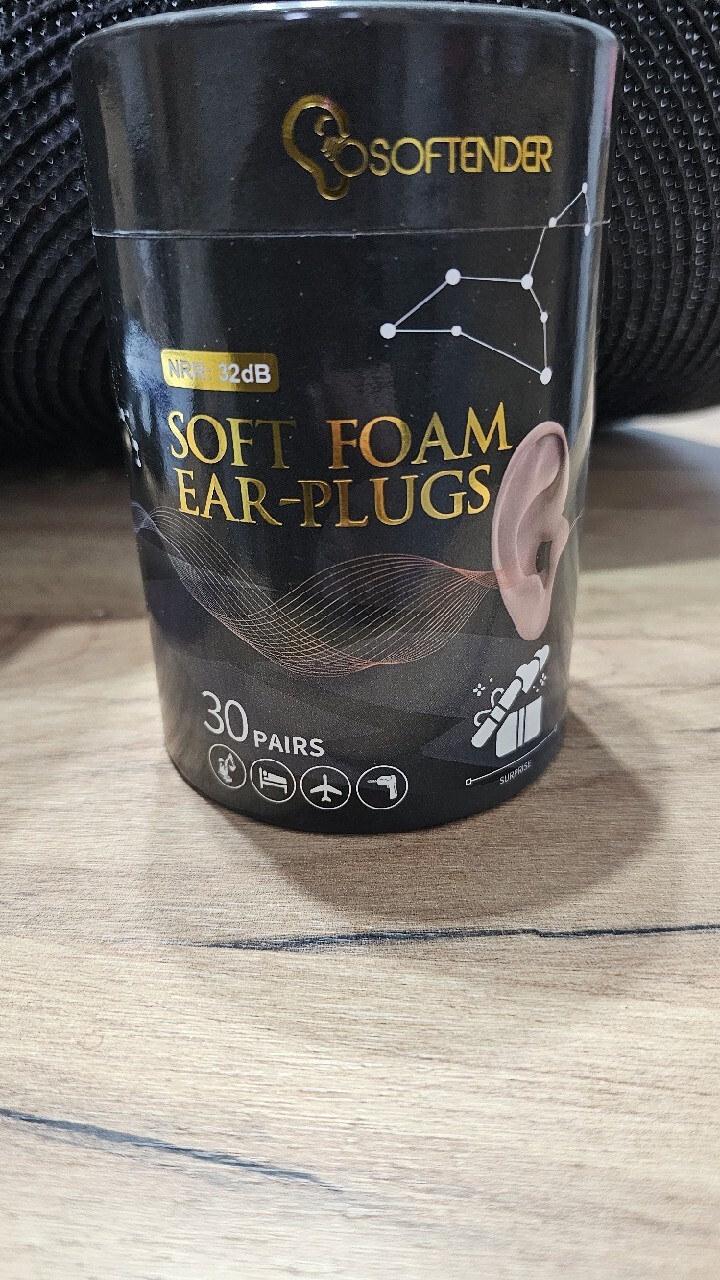 SOFTENDER
NRR: 32dB
SOFT FOAM
EAR-PLUGS
30 PAIRS
SURPRISE